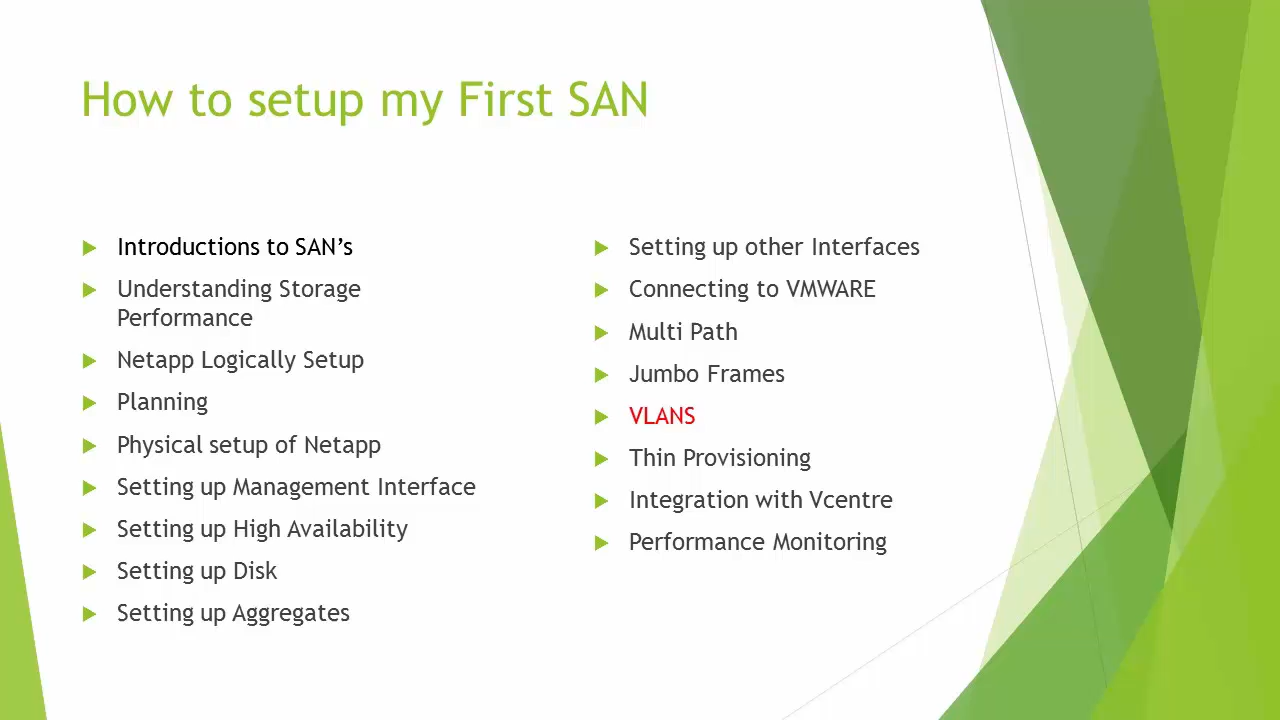 How to setup my First SAN
Introductions to SAN’s
Understanding Storage
Performance
Netapp Logically Setup
Planning
Physical setup of Netapp
Setting up Management Interface
Setting up High Availability
Setting up Disk
Setting up Aggregates
Setting up other Interfaces
Connecting to VMWARE
Multi Path
Jumbo Frames
VLANS
Thin Provisioning
Integration with Vcentre
Performance Monitoring